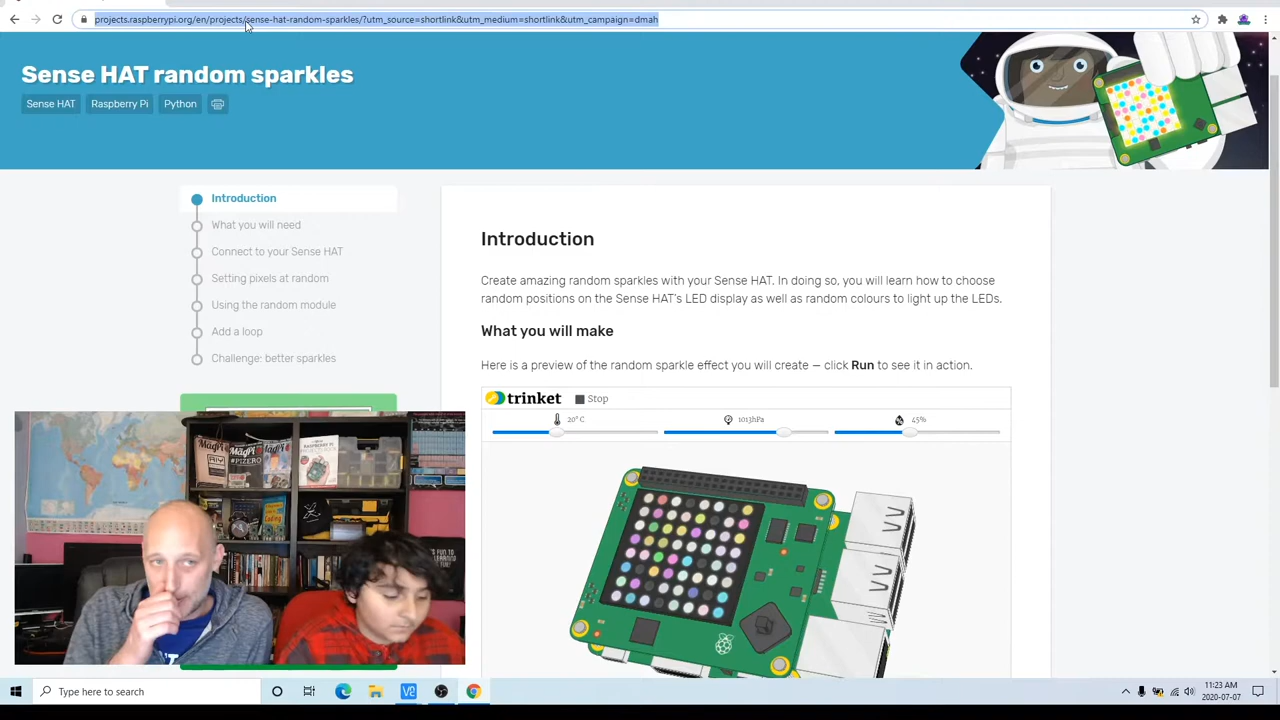 projects.raspberrypi.org/en/projects/sense-hat-random-sparkles/?utm_source=shortlink&utm_medium=shortlink&utm_campaign=dmah
Sense HAT random sparkles
Sense HAT
Raspberry Pi
Python
Introduction
What you will need
Connect to your Sense HAT
Setting pixels at random
Using the random module
Add a loop
Challenge: better sparkles
Introduction
Create amazing random sparkles with your Sense HAT. In doing so, you will learn how to choose
random positions on the Sense HAT's LED display as well as random colours to light up the LEDs.
What you will make
Here is a preview of the random sparkle effect you will create — click Run to see it in action.
trinket
Stop
20°C
1013hPa
45%
MagPi
MagPi
#PIZERO
Type here to search
11:23 AM
2020-07-07